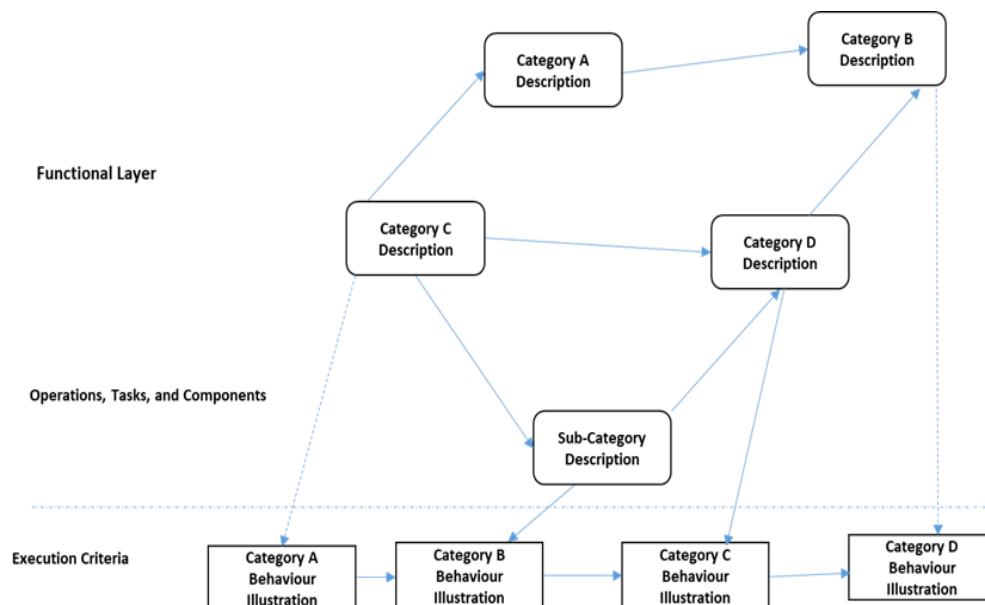 Category A
Description
Category B
Description
Functional Layer
Category C
Description
Category D
Description
Operations, Tasks, and Components
Sub-Category
Description
Execution Criteria
Category A
Behaviour
Illustration
Category B
Behaviour
Illustration
Category C
Behaviour
Illustration
Category D
Behaviour
Illustration